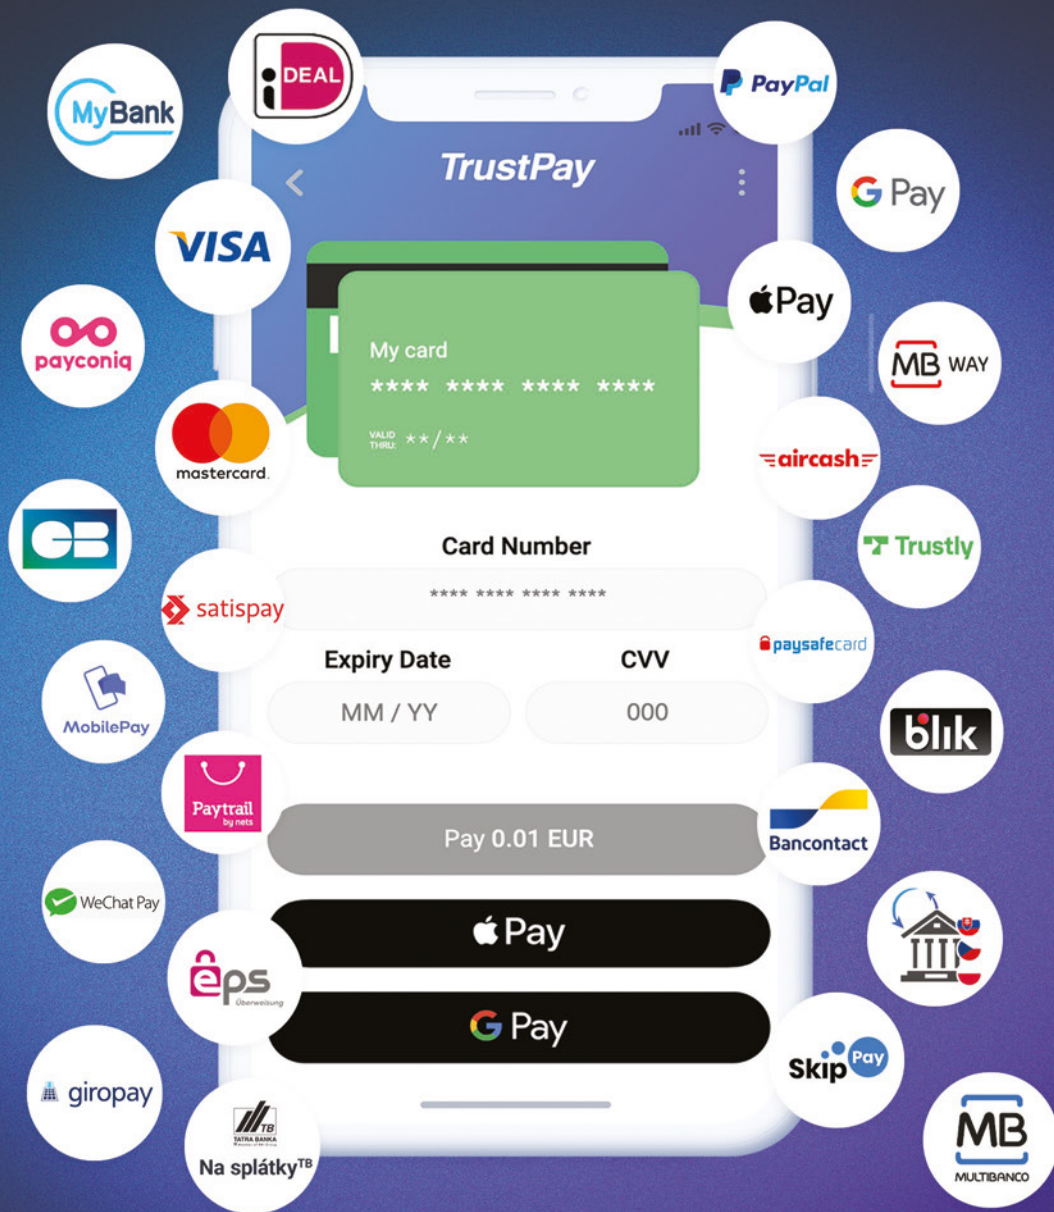 MyBank
iDEAL
PayPal
TrustPay
G Pay
VISA
Pay
payconiq
My card
**** **** **** ****
VALID
THRU: **/**
MB WAY
mastercard.
aircash
CB
Card Number
Trustly
**** **** **** ****
satispay
paysafecard
Expiry Date
CVV
MM / YY
000
MobilePay
blik
Paytrail
by nets
Pay 0.01 EUR
Bancontact
WeChat Pay
Pay
eps
Überweisung
G Pay
Skip Pay
giropay
TB
TATRA BANKA
Na splátkyTB
MB
MULTIBANCO